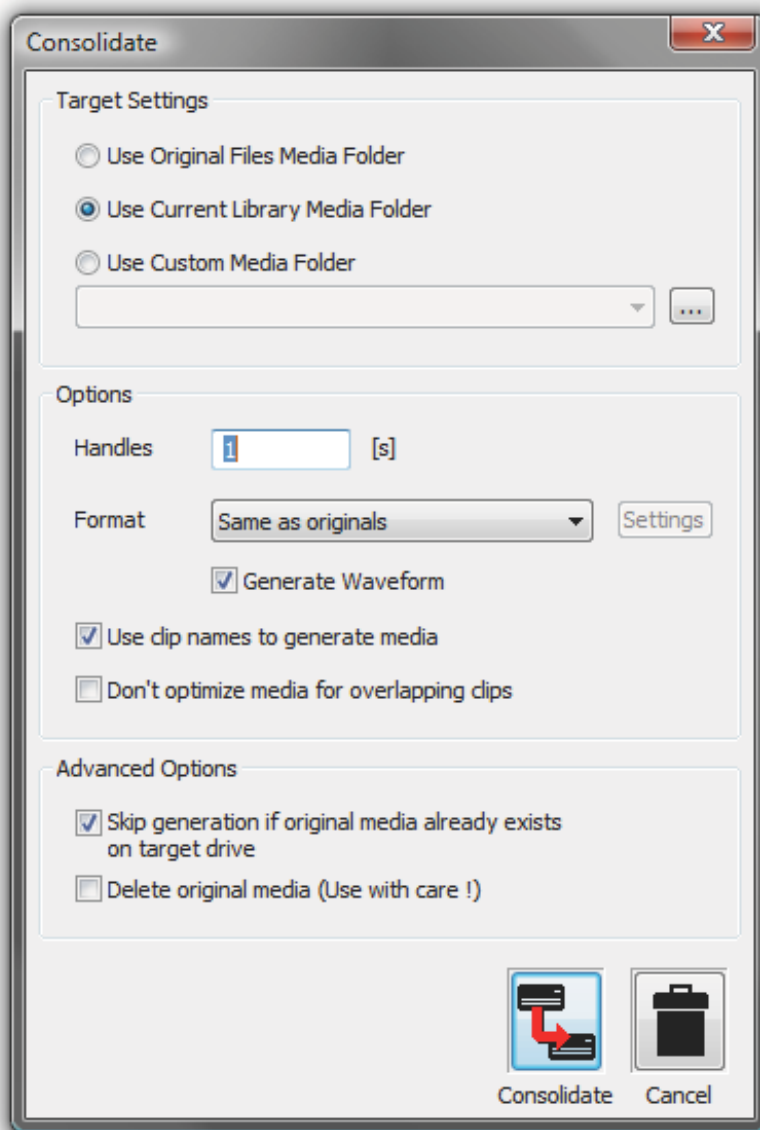 Consolidate
Target Settings
Use Original Files Media Folder
Use Current Library Media Folder
Use Custom Media Folder
...
Options
Handles 1 [s]
Format Same as originals Settings
Generate Waveform
Use clip names to generate media
Don't optimize media for overlapping clips
Advanced Options
Skip generation if original media already exists
on target drive
Delete original media (Use with care !)
Consolidate Cancel